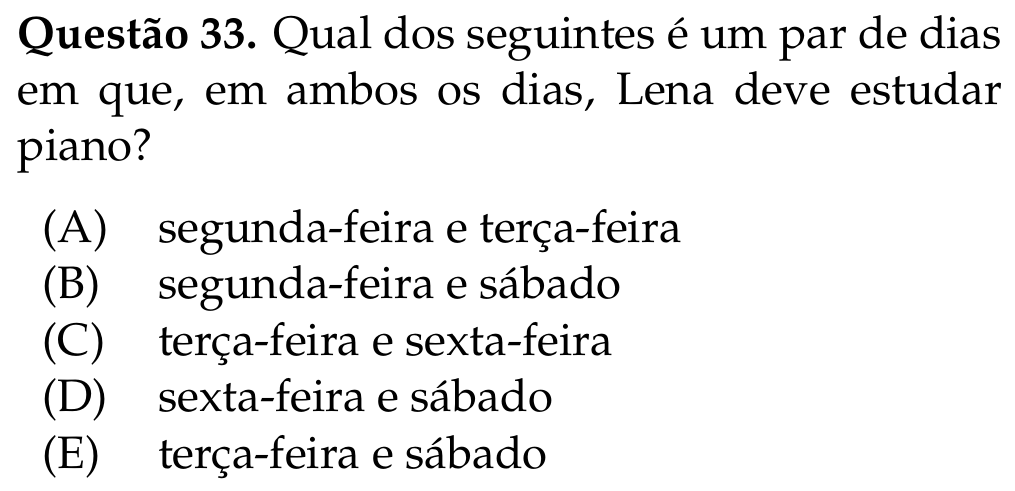 Questão 33. Qual dos seguintes é um par de dias
em que, em ambos os dias, Lena deve estudar
piano?
(A) segunda-feira e terça-feira
(B) segunda-feira e sábado
(C) terça-feira e sexta-feira
(D) sexta-feira e sábado
(E) terça-feira e sábado